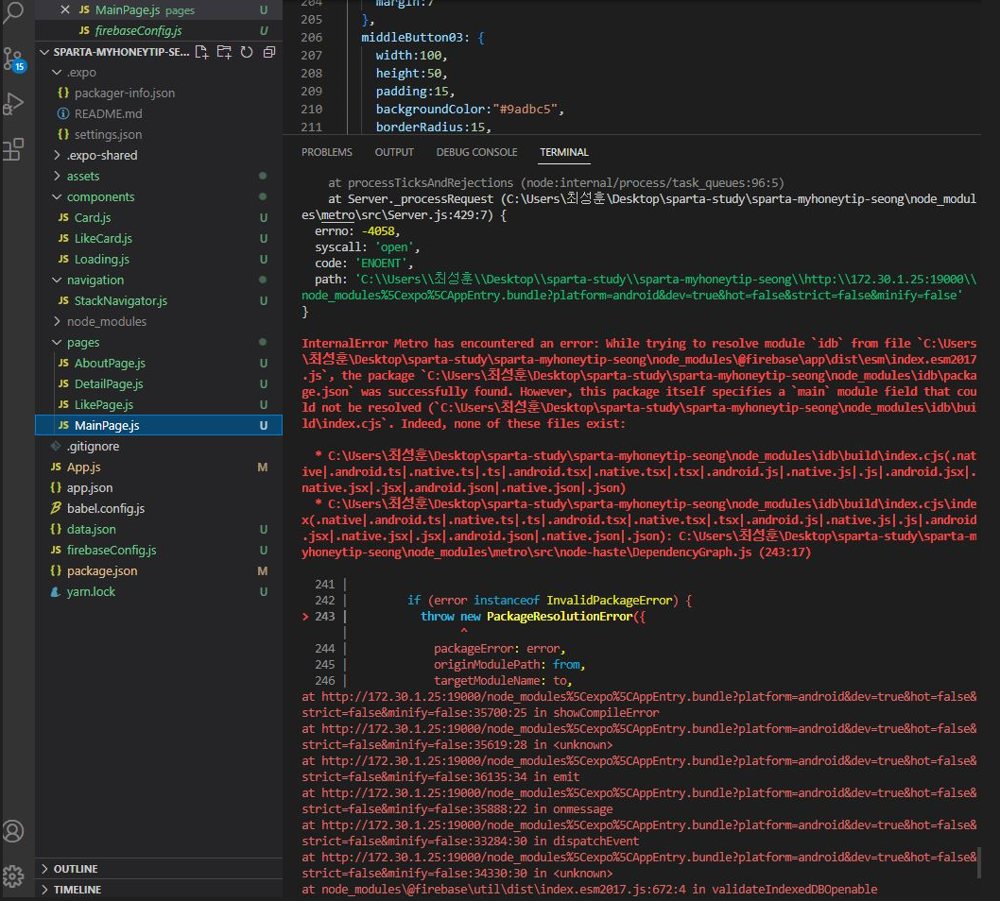 MainPage.js pages U
JS firebaseConfig.js U
SPARTA-MYHONEYTIP-SE...
.expo
{} packager-info.json
README.md
{} settings.json
.expo-shared
assets
components
JS Card.js U
JS LikeCard.js U
JS Loading.js U
navigation
JS StackNavigator.js U
node_modules
pages
JS AboutPage.js U
JS DetailPage.js U
JS LikePage.js U
JS MainPage.js U
.gitignore
JS App.js M
{} app.json
babel.config.js
{} data.json U
JS firebaseConfig.js U
{} package.json M
yarn.lock U
OUTLINE
TIMELINE
15
204 margin:7
205 },
206 middleButton03: {
207 width:100,
208 height:50,
209 padding:15,
210 backgroundColor:"#9adbc5",
211 borderRadius:15,
PROBLEMS OUTPUT DEBUG CONSOLE TERMINAL
at processTicksAndRejections (node:internal/process/task_queues:96:5)
at Server._processRequest (C:\Users\최성훈\Desktop\sparta-study\sparta-myhoneytip-seong\node_modul
es\metro\src\Server.js:429:7) {
errno: -4058,
syscall: 'open',
code: 'ENOENT',
path: 'C:\\Users\\최성훈\\Desktop\\sparta-study\\sparta-myhoneytip-seong\\http:\\172.30.1.25:19000\\
node_modules%5Cexpo%5CAppEntry.bundle?platform=android&dev=true&hot=false&strict=false&minify=false'
}
InternalError Metro has encountered an error: While trying to resolve module `idb` from file `C:\Users
\최성훈\Desktop\sparta-study\sparta-myhoneytip-seong\node_modules\@firebase\app\dist\esm\index.esm2017
.js`, the package `C:\Users\최성훈\Desktop\sparta-study\sparta-myhoneytip-seong\node_modules\idb\packa
ge.json` was successfully found. However, this package itself specifies a `main` module field that cou
ld not be resolved (`C:\Users\최성훈\Desktop\sparta-study\sparta-myhoneytip-seong\node_modules\idb\bui
ld\index.cjs`. Indeed, none of these files exist:
* C:\Users\최성훈\Desktop\sparta-study\sparta-myhoneytip-seong\node_modules\idb\build\index.cjs(.nat
ive|.android.ts|.native.ts|.ts|.android.tsx|.native.tsx|.tsx|.android.js|.native.js|.js|.android.jsx|.
native.jsx|.jsx|.android.json|.native.json|.json)
* C:\Users\최성훈\Desktop\sparta-study\sparta-myhoneytip-seong\node_modules\idb\build\index.cjs\inde
x(.native|.android.ts|.native.ts|.ts|.android.tsx|.native.tsx|.tsx|.android.js|.native.js|.js|.android
.jsx|.native.jsx|.jsx|.android.json|.native.json|.json): C:\Users\최성훈\Desktop\sparta-study\sparta-m
yhoneytip-seong\node_modules\metro\src\node-haste\DependencyGraph.js (243:17)
241 |
242 | if (error instanceof InvalidPackageError) {
> 243 | throw new PackageResolutionError({
| ^
244 | packageError: error,
245 | originModulePath: from,
246 | targetModuleName: to,
at http://172.30.1.25:19000/node_modules%5Cexpo%5CAppEntry.bundle?platform=android&dev=true&hot=false&
strict=false&minify=false:35700:25 in showCompileError
at http://172.30.1.25:19000/node_modules%5Cexpo%5CAppEntry.bundle?platform=android&dev=true&hot=false&
strict=false&minify=false:35619:28 in <unknown>
at http://172.30.1.25:19000/node_modules%5Cexpo%5CAppEntry.bundle?platform=android&dev=true&hot=false&
strict=false&minify=false:36135:34 in emit
at http://172.30.1.25:19000/node_modules%5Cexpo%5CAppEntry.bundle?platform=android&dev=true&hot=false&
strict=false&minify=false:35888:22 in onmessage
at http://172.30.1.25:19000/node_modules%5Cexpo%5CAppEntry.bundle?platform=android&dev=true&hot=false&
strict=false&minify=false:33284:30 in dispatchEvent
at http://172.30.1.25:19000/node_modules%5Cexpo%5CAppEntry.bundle?platform=android&dev=true&hot=false&
strict=false&minify=false:34330:30 in <unknown>
at node_modules\@firebase\util\dist\index.esm2017.js:672:4 in validateIndexedDBOpenable